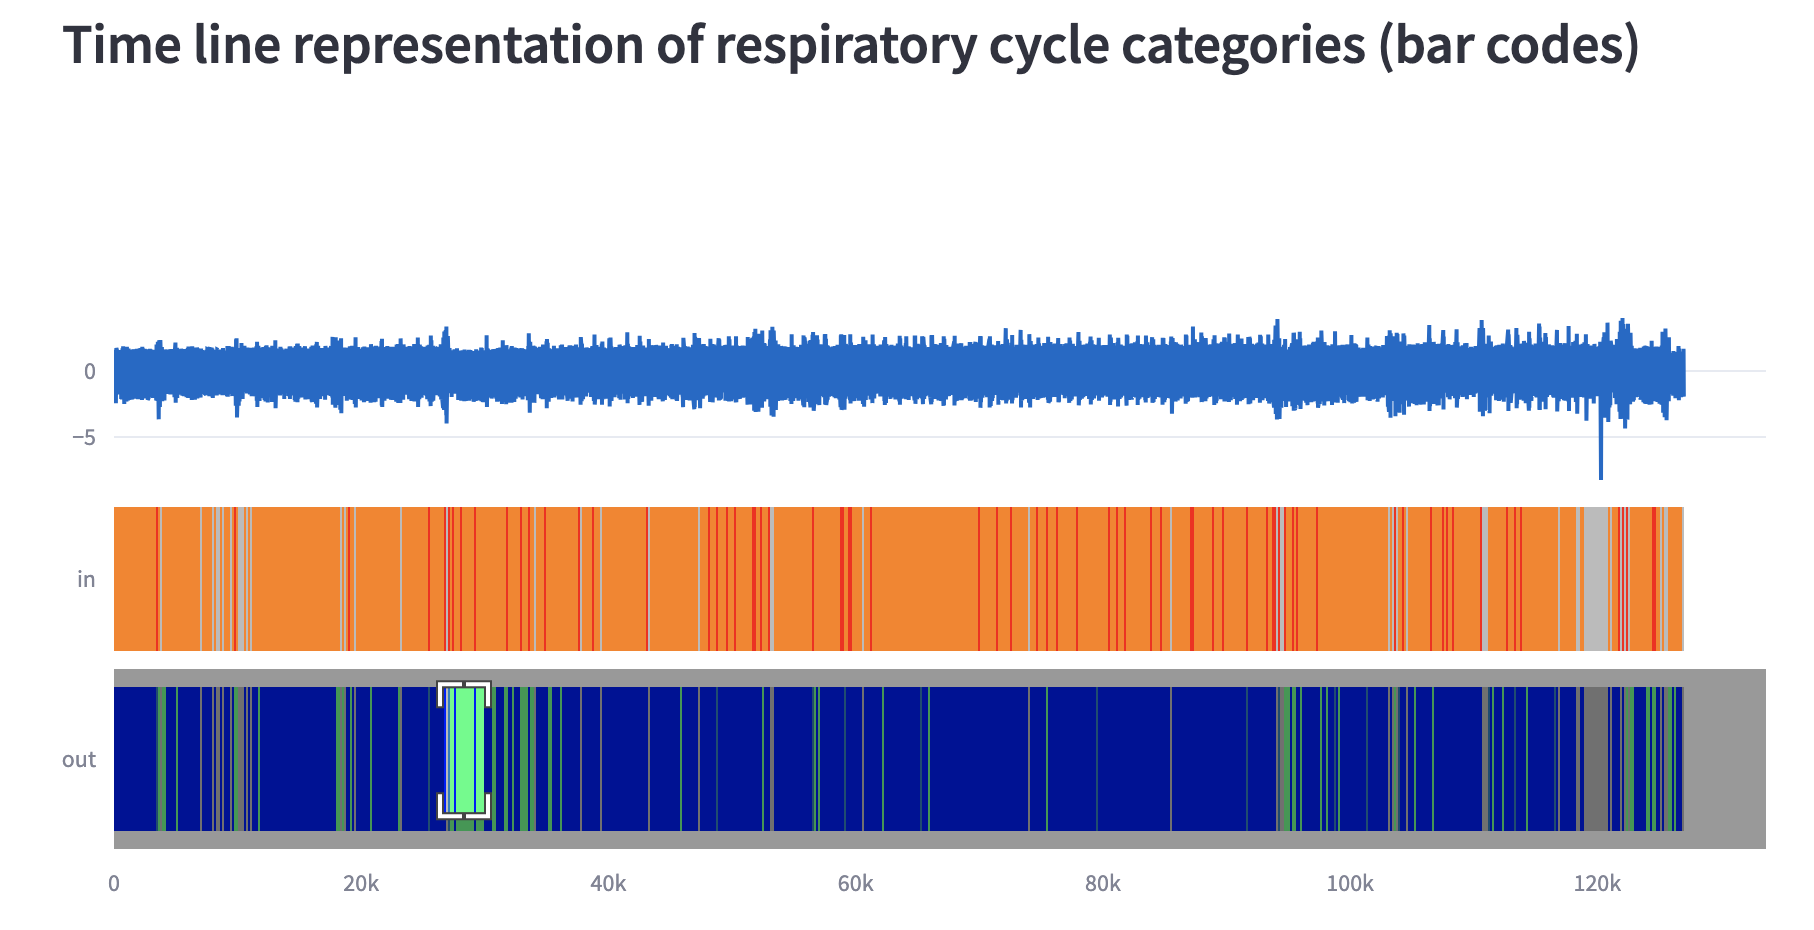 Time line representation of respiratory cycle categories (bar codes)
0
−5
in
out
0 20k 40k 60k 80k 100k 120k